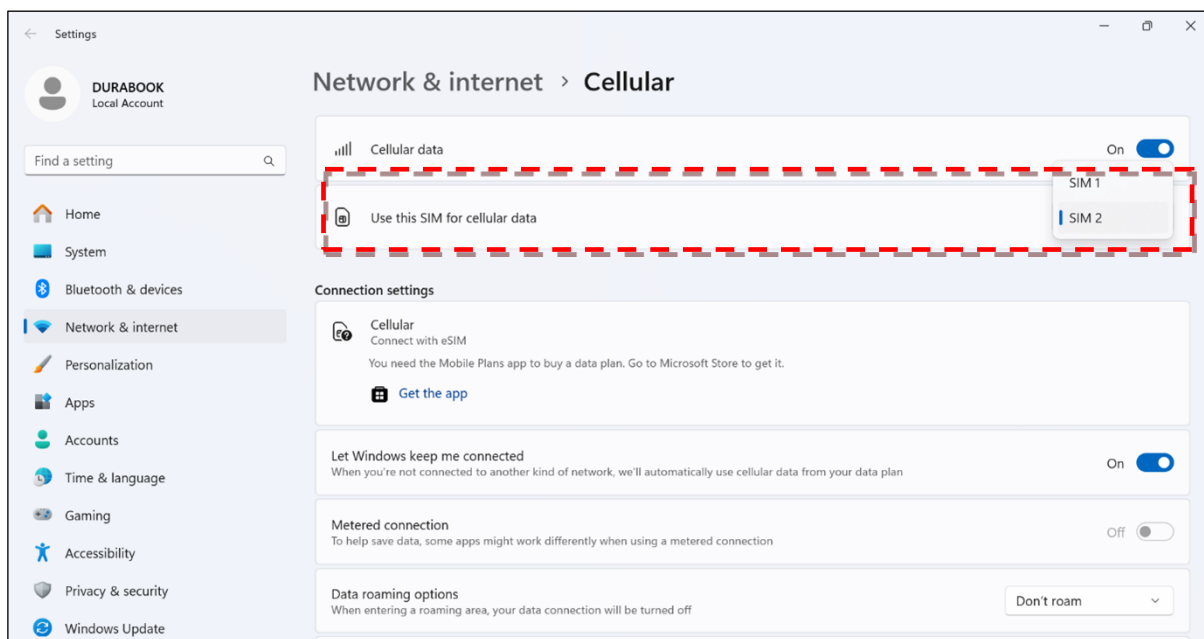 Settings
DURABOOK
Local Account
Find a setting
Home
System
Bluetooth & devices
Network & internet
Personalization
Apps
Accounts
Time & language
Gaming
Accessibility
Privacy & security
Windows Update
Network & internet > Cellular
Cellular data
On
Use this SIM for cellular data
SIM 1
SIM 2
Connection settings
Cellular
Connect with eSIM
You need the Mobile Plans app to buy a data plan. Go to Microsoft Store to get it.
Get the app
Let Windows keep me connected
When you're not connected to another kind of network, we'll automatically use cellular data from your data plan
On
Metered connection
To help save data, some apps might work differently when using a metered connection
Off
Data roaming options
When entering a roaming area, your data connection will be turned off
Don't roam